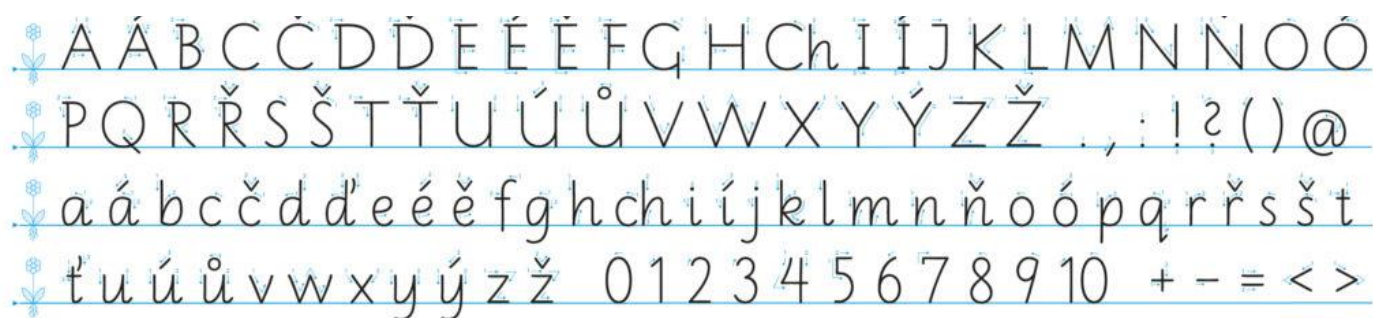 A Á B C Č D Ď E É Ě F G H Ch I Í J K L M N Ň O Ó
P Q R Ř S Š T Ť U Ú Ů V W X Y Ý Z Ž . , : ! ? ( ) @
a á b c č d ď e é ě f g h ch i í j k l m n ň o ó p q r ř s š t
ť u ú ů v w x y ý z ž 0 1 2 3 4 5 6 7 8 9 10 + - = < >